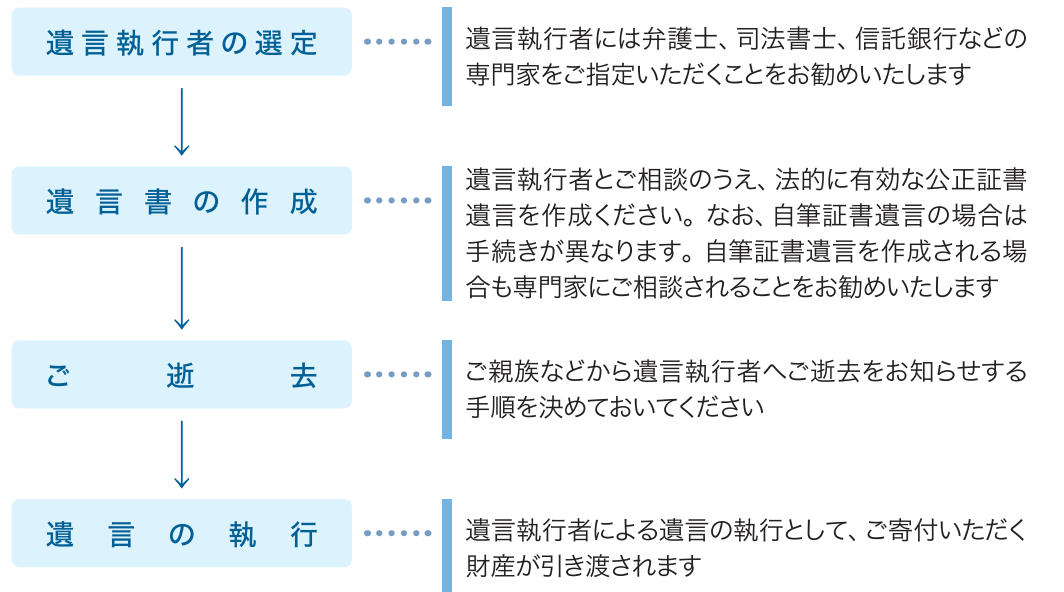 遺言執行者の選定
遺言執行者には弁護士、司法書士、信託銀行などの
専門家をご指定いただくことをお勧めいたします
遺言書の作成
遺言執行者とご相談のうえ、法的に有効な公正証書
遺言を作成ください。なお、自筆証書遺言の場合は
手続きが異なります。自筆証書遺言を作成される場
合も専門家にご相談されることをお勧めいたします
ご逝去
ご親族などから遺言執行者へご逝去をお知らせする
手順を決めておいてください
遺言の執行
遺言執行者による遺言の執行として、ご寄付いただく
財産が引き渡されます